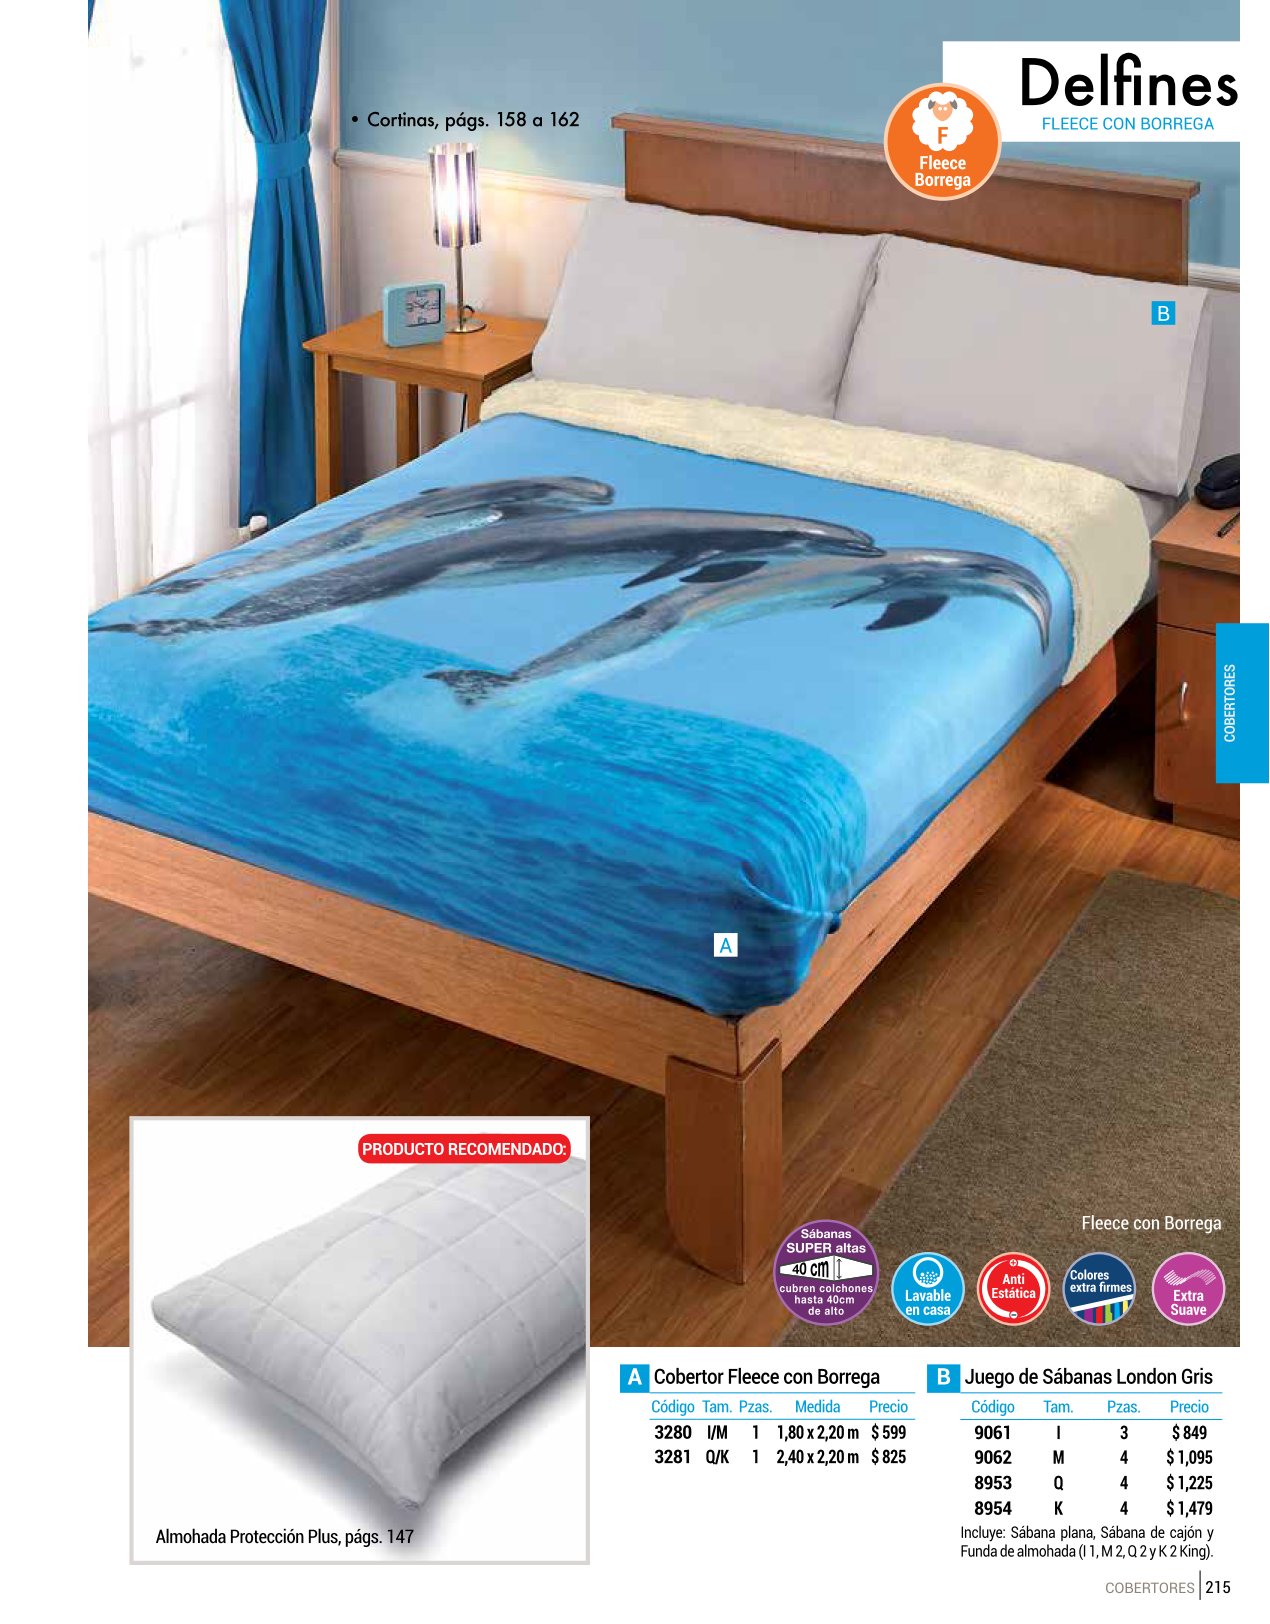 Delfines
FLEECE CON BORREGA
• Cortinas, págs. 158 a 162
F
Fleece
Borrega
B
COBERTORES
A
PRODUCTO RECOMENDADO:
Almohada Protección Plus, págs. 147
Fleece con Borrega
Sábanas
SUPER altas
40 cm
cubren colchones
hasta 40cm
de alto
Lavable
en casa
Anti
Estática
Colores
extra firmes
Extra
Suave
A Cobertor Fleece con Borrega
Código Tam. Pzas. Medida Precio
3280 I/M 1 1,80 x 2,20 m $ 599
3281 Q/K 1 2,40 x 2,20 m $ 825
B Juego de Sábanas London Gris
Código Tam. Pzas. Precio
9061 I 3 $ 849
9062 M 4 $ 1,095
8953 Q 4 $ 1,225
8954 K 4 $ 1,479
Incluye: Sábana plana, Sábana de cajón y
Funda de almohada (I 1, M 2, Q 2 y K 2 King).
COBERTORES 215